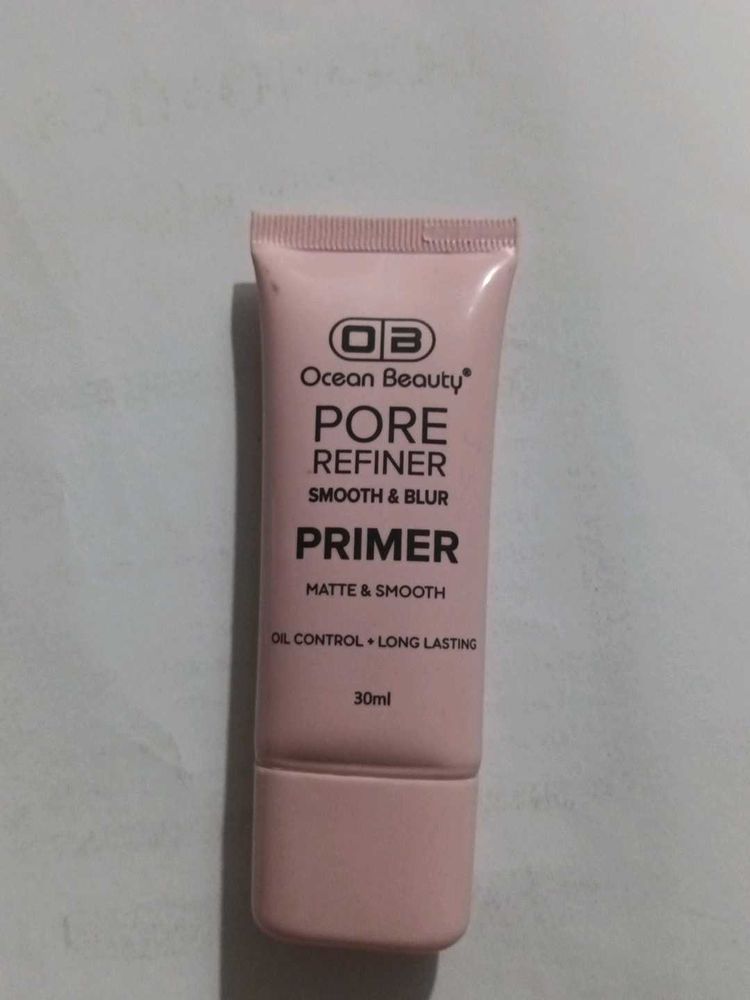 OB
Ocean Beauty®
PORE
REFINER
SMOOTH & BLUR
PRIMER
MATTE & SMOOTH
OIL CONTROL + LONG LASTING
30ml